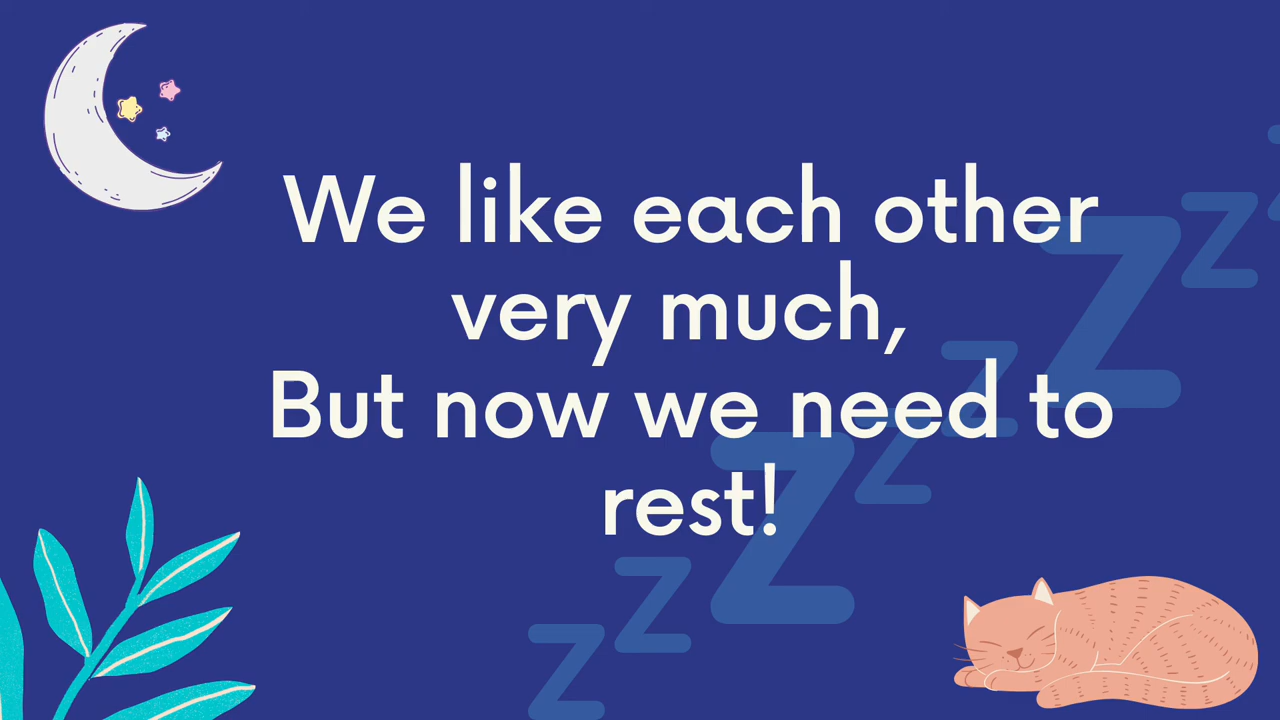 We like each other
very much,
But now we need to
rest!
z
z
Z
z
z
Z
z